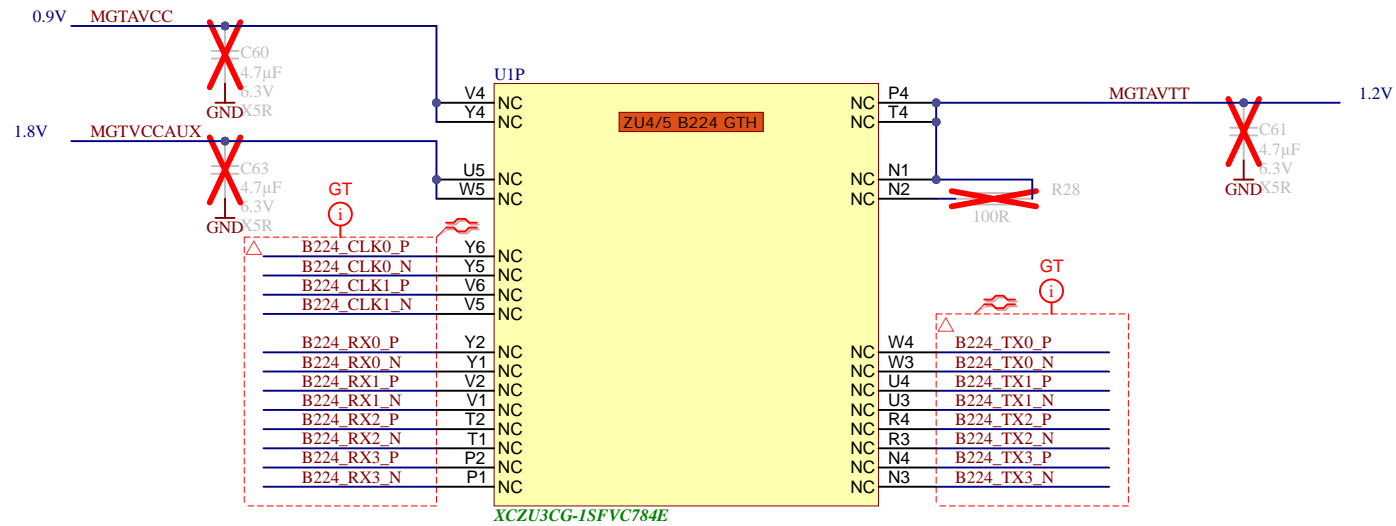 0.9V MGTAVCC
C60
4.7µF
6.3V
X5R
GND
1.8V MGTVCCAUX
C63
4.7µF
6.3V
X5R
GND
U1P
ZU4/5 B224 GTH
V4 NC
Y4 NC
U5 NC
W5 NC
GT
i
B224_CLK0_P Y6 NC
B224_CLK0_N Y5 NC
B224_CLK1_P V6 NC
B224_CLK1_N V5 NC
B224_RX0_P Y2 NC
B224_RX0_N Y1 NC
B224_RX1_P V2 NC
B224_RX1_N V1 NC
B224_RX2_P T2 NC
B224_RX2_N T1 NC
B224_RX3_P P2 NC
B224_RX3_N P1 NC
NC P4 MGTAVTT 1.2V
NC T4
C61
4.7µF
6.3V
X5R
GND
NC N1
NC N2
R28
100R
GT
i
NC W4 B224_TX0_P
NC W3 B224_TX0_N
NC U4 B224_TX1_P
NC U3 B224_TX1_N
NC R4 B224_TX2_P
NC R3 B224_TX2_N
NC N4 B224_TX3_P
NC N3 B224_TX3_N
XCZU3CG-1SFVC784E